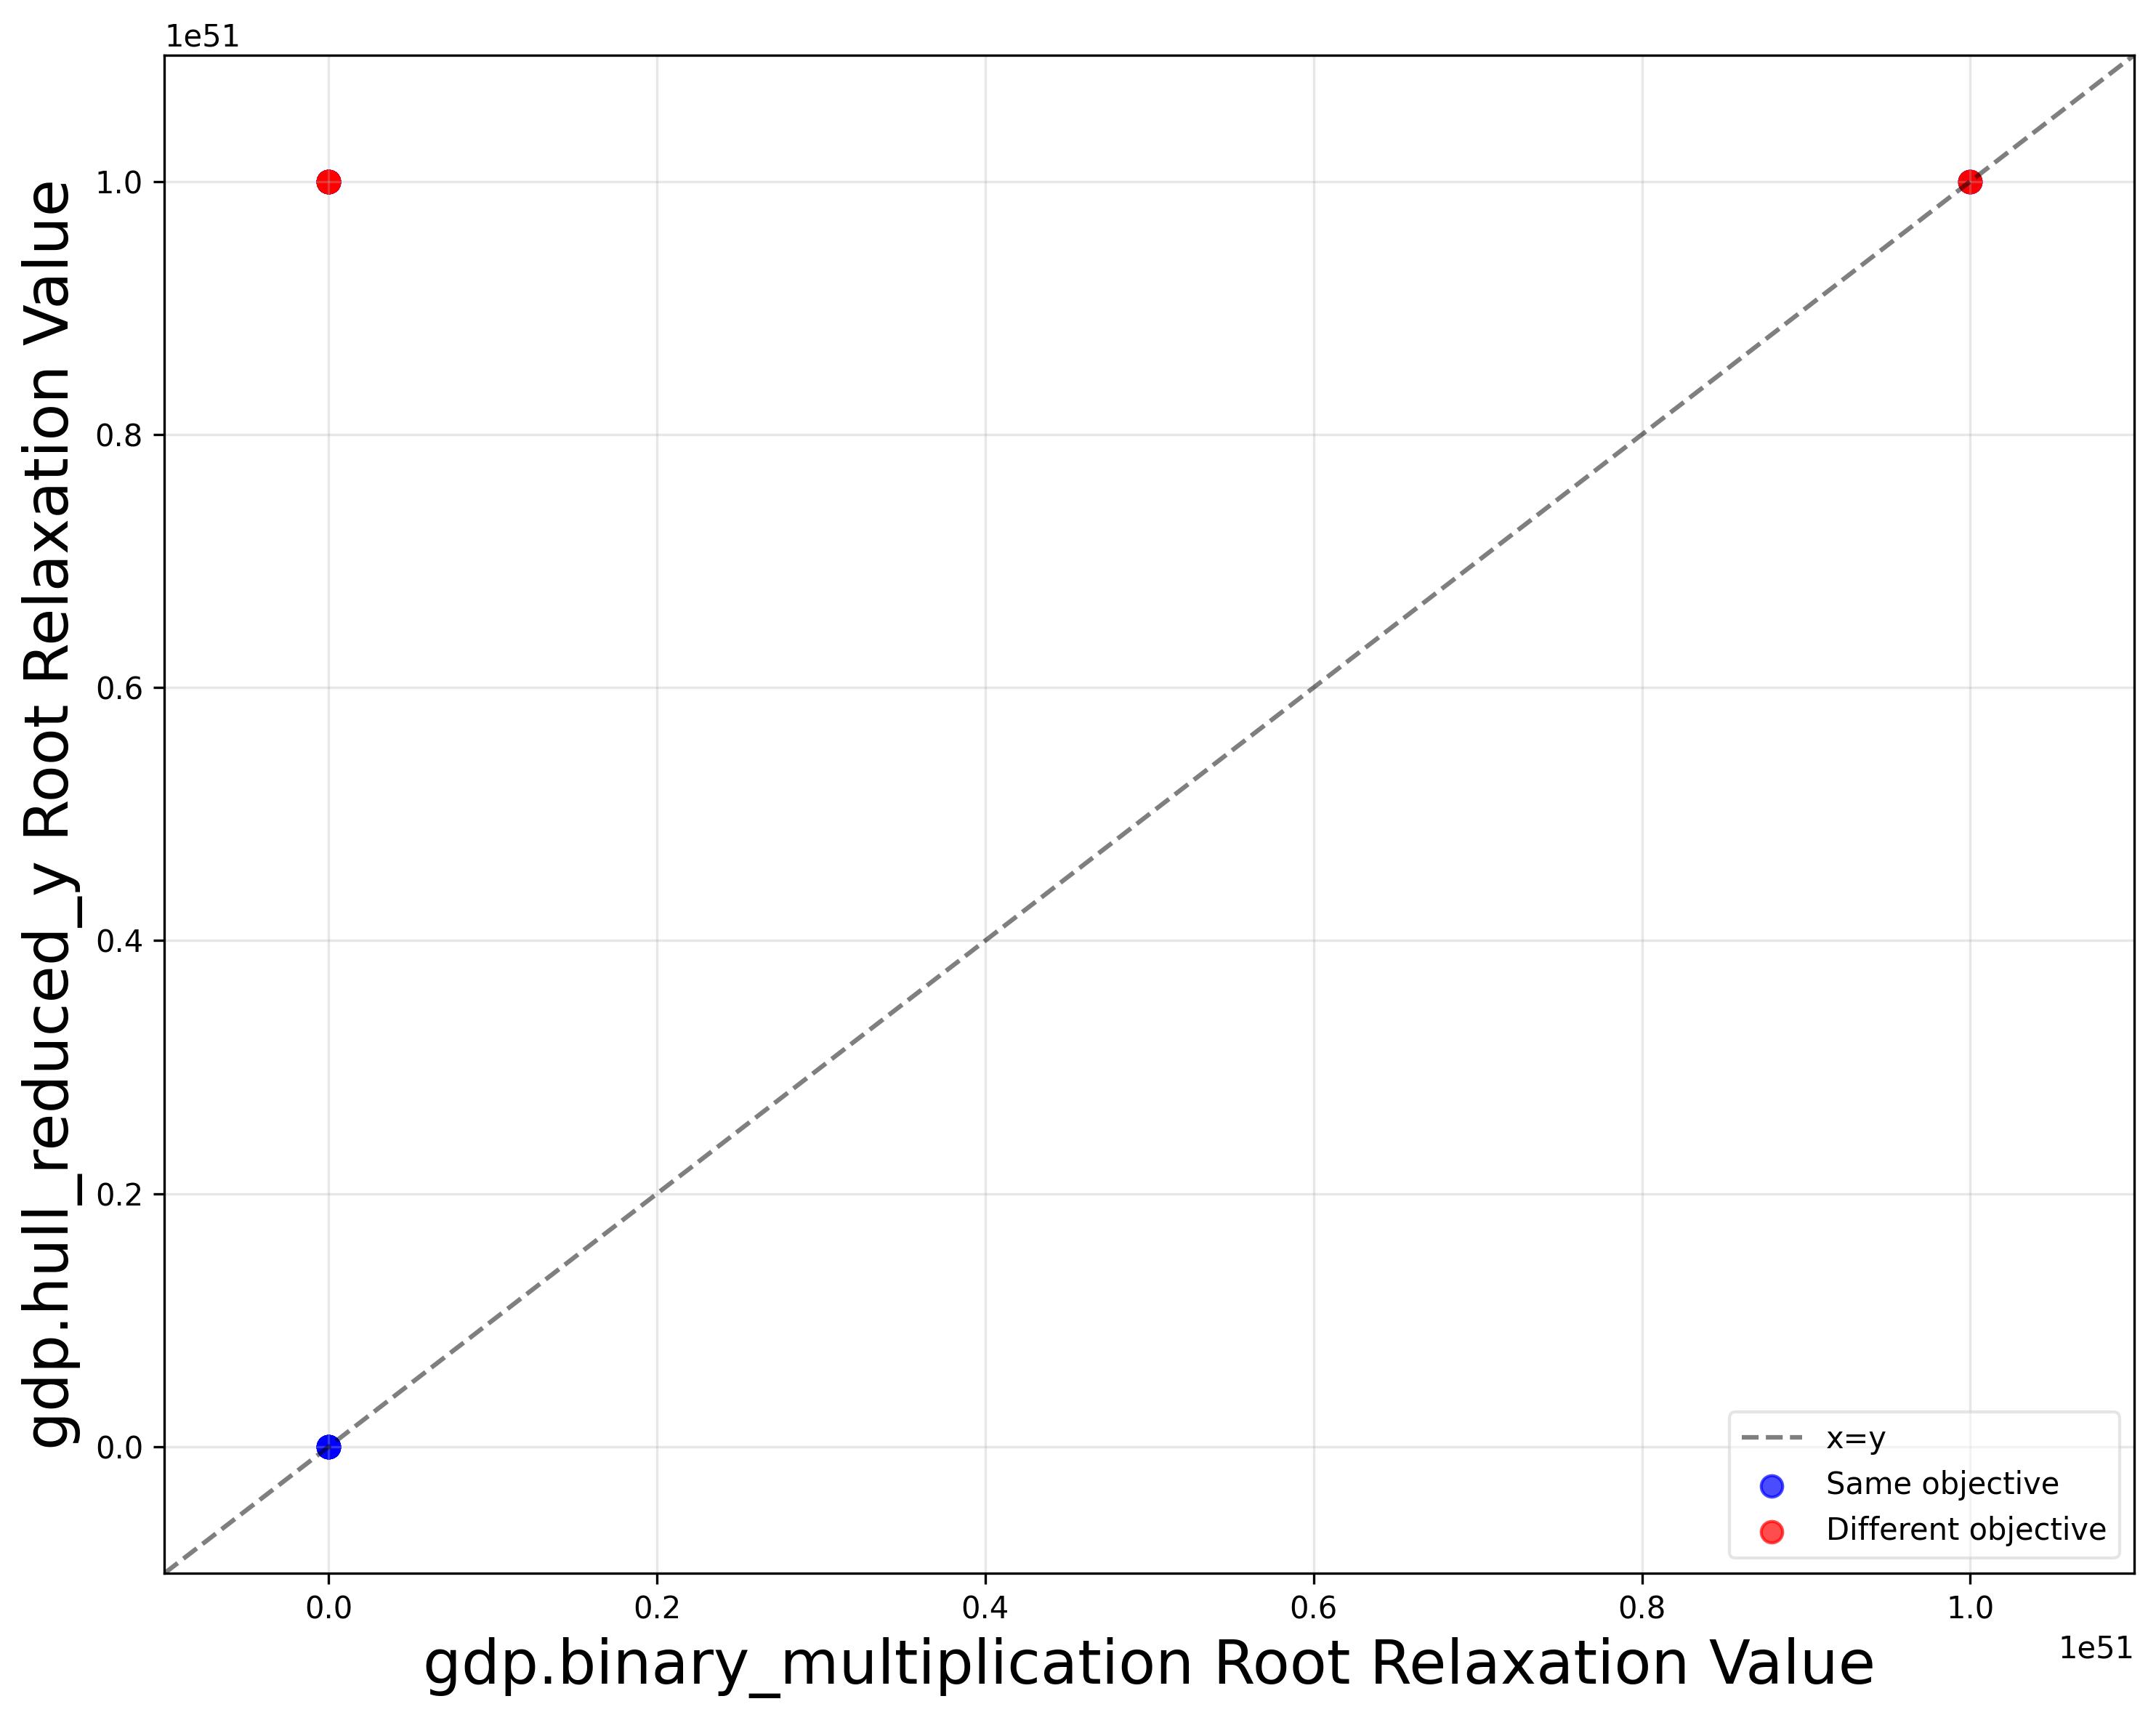 1e51
gdp.hull_reduced_y Root Relaxation Value
1.0
0.8
0.6
0.4
0.2
0.0
x=y
Same objective
Different objective
0.0 0.2 0.4 0.6 0.8 1.0
1e51
gdp.binary_multiplication Root Relaxation Value